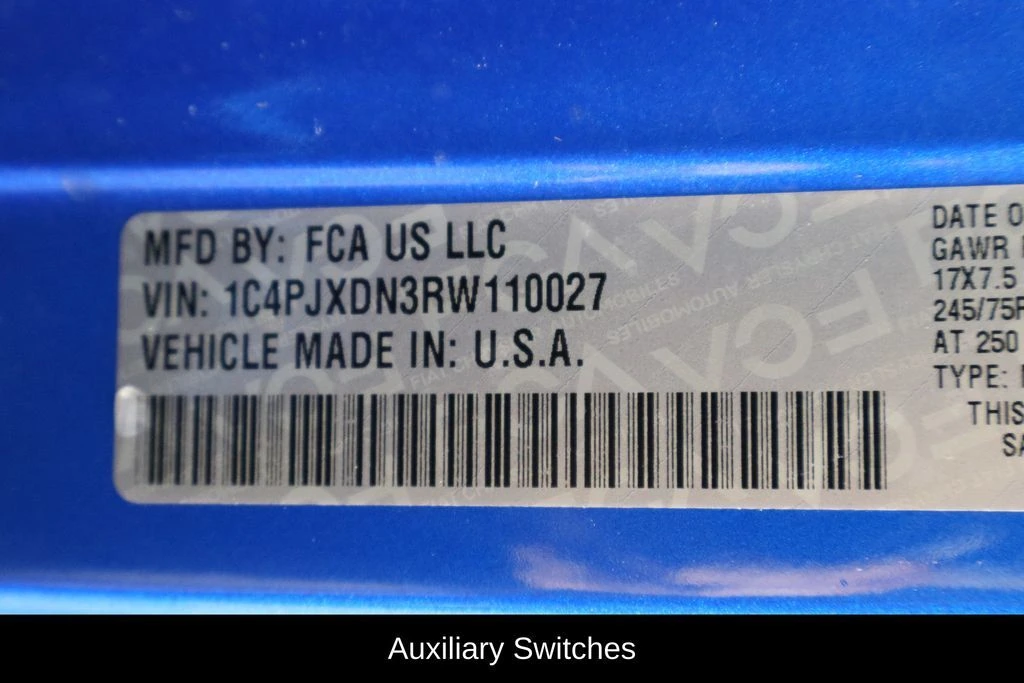 MFD BY: FCA US LLC
VIN: 1C4PJXDN3RW110027
VEHICLE MADE IN: U.S.A.
DATE O
GAWR
17X7.5
245/75R
AT 250
TYPE:
THIS
SA
Auxiliary Switches